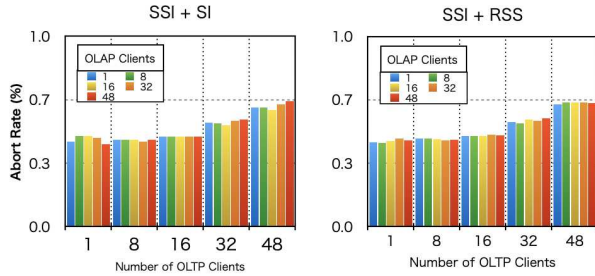 SSI + SI
1.0
0.7
0.3
0.0
Abort Rate (%)
OLAP Clients
1 8
16 32
48
1 8 16 32 48
Number of OLTP Clients
SSI + RSS
1.0
0.7
0.3
0.0
OLAP Clients
1 8
16 32
48
1 8 16 32 48
Number of OLTP Clients